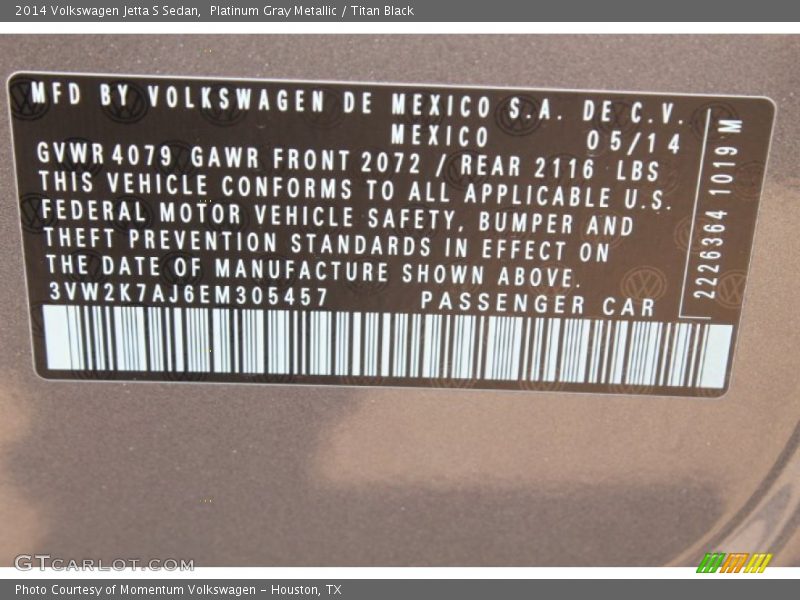 2014 Volkswagen Jetta S Sedan, Platinum Gray Metallic / Titan Black
MFD BY VOLKSWAGEN DE MEXICO S.A. DE C.V.
MEXICO 05/14
GVWR 4079 GAWR FRONT 2072 / REAR 2116 LBS
THIS VEHICLE CONFORMS TO ALL APPLICABLE U.S.
FEDERAL MOTOR VEHICLE SAFETY, BUMPER AND
THEFT PREVENTION STANDARDS IN EFFECT ON
THE DATE OF MANUFACTURE SHOWN ABOVE.
3VW2K7AJ6EM305457 PASSENGER CAR
2226364 1019 M
GTCARLOT.COM
Photo Courtesy of Momentum Volkswagen - Houston, TX